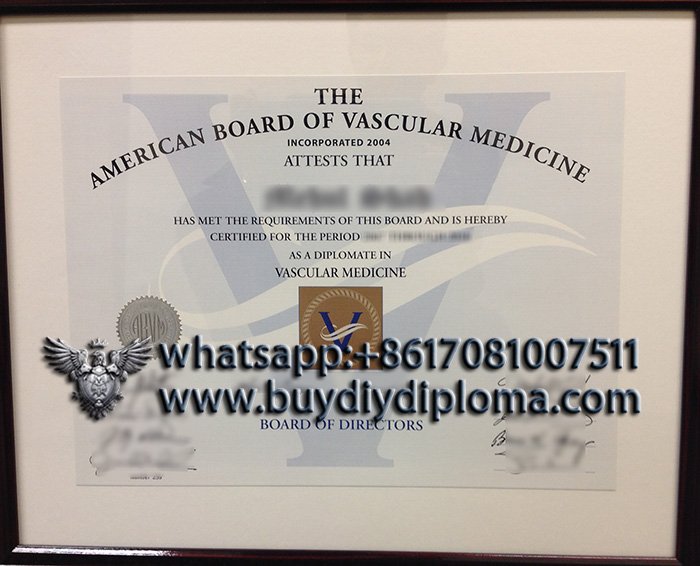 THE
AMERICAN BOARD OF VASCULAR MEDICINE
INCORPORATED 2004
ATTESTS THAT
HAS MET THE REQUIREMENTS OF THIS BOARD AND IS HEREBY
CERTIFIED FOR THE PERIOD
AS A DIPLOMATE IN
VASCULAR MEDICINE
V
ABVM
whatsapp:+8617081007511
www.buydiydiploma.com
BOARD OF DIRECTORS